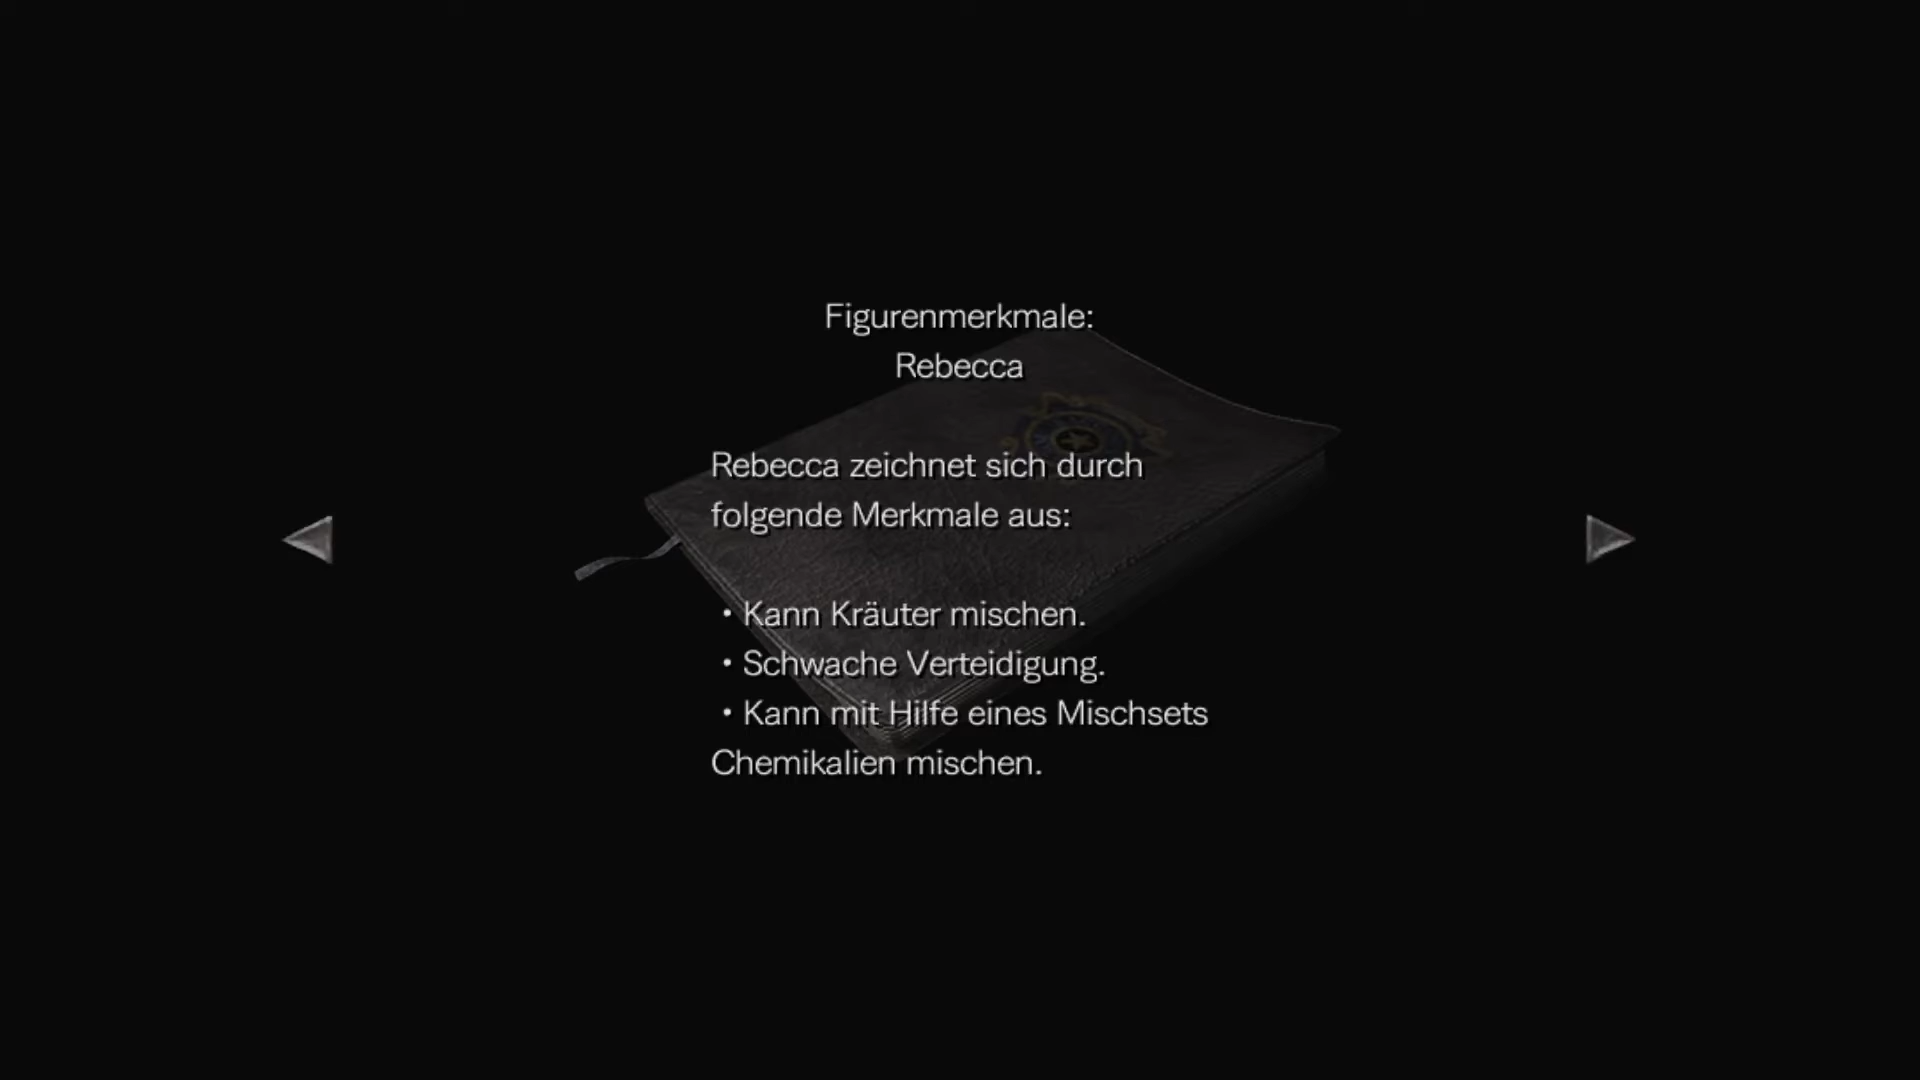 Figurenmerkmale:
Rebecca
Rebecca zeichnet sich durch
folgende Merkmale aus:
• Kann Kräuter mischen.
• Schwache Verteidigung.
• Kann mit Hilfe eines Mischsets
Chemikalien mischen.